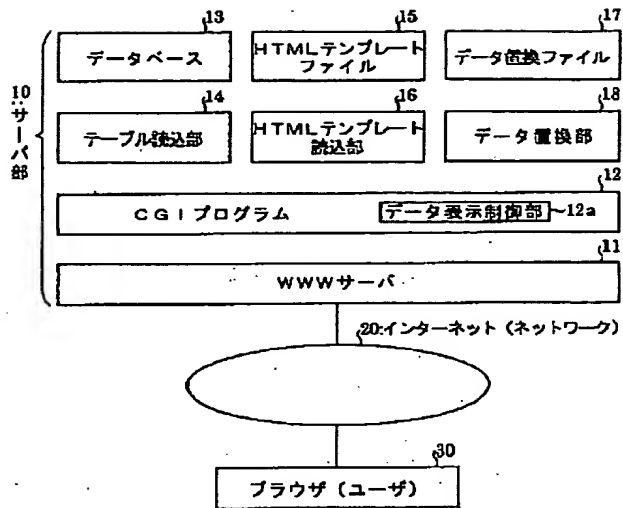 13
データベース
15
HTMLテンプレート
ファイル
17
データ置換ファイル
10:サーバ部
14
テーブル読込部
16
HTMLテンプレート
読込部
18
データ置換部
12
CGIプログラム
データ表示制御部
12a
11
WWWサーバ
20:インターネット(ネットワーク)
30
ブラウザ(ユーザ)